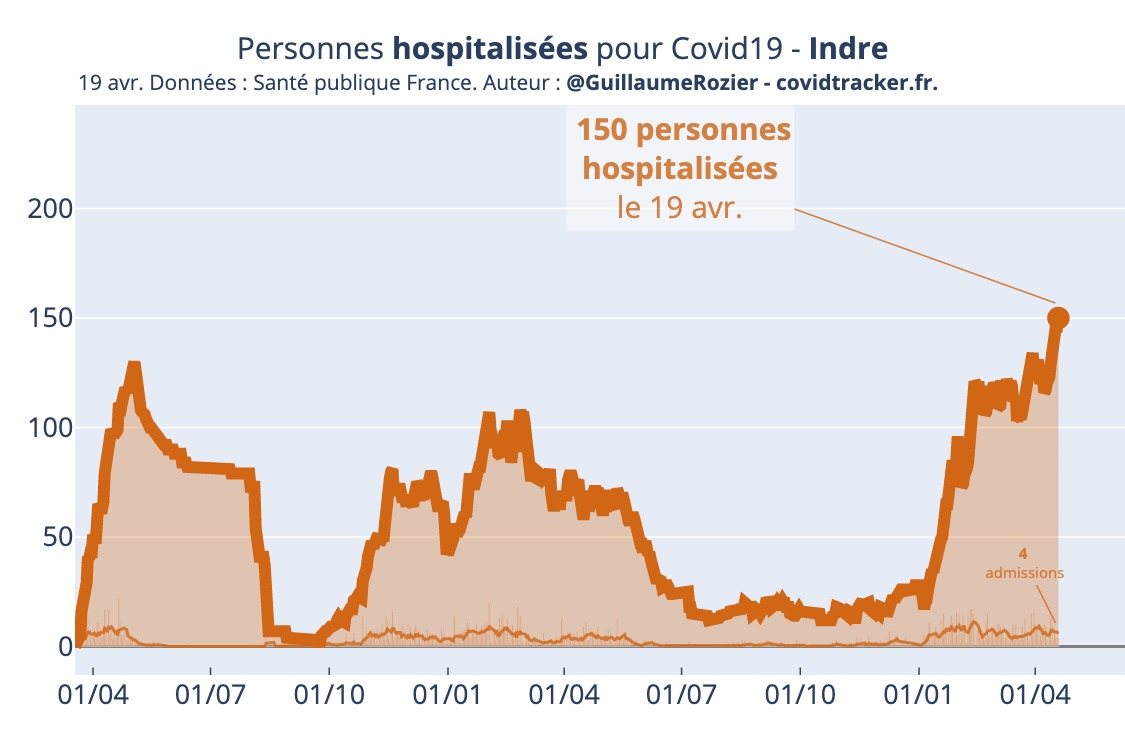 Personnes hospitalisées pour Covid19 - Indre
19 avr. Données : Santé publique France. Auteur : @GuillaumeRozier - covidtracker.fr.
150 personnes
hospitalisées
le 19 avr.
200
150
100
50
4
admissions
0
01/04 01/07 01/10 01/01 01/04 01/07 01/10 01/01 01/04